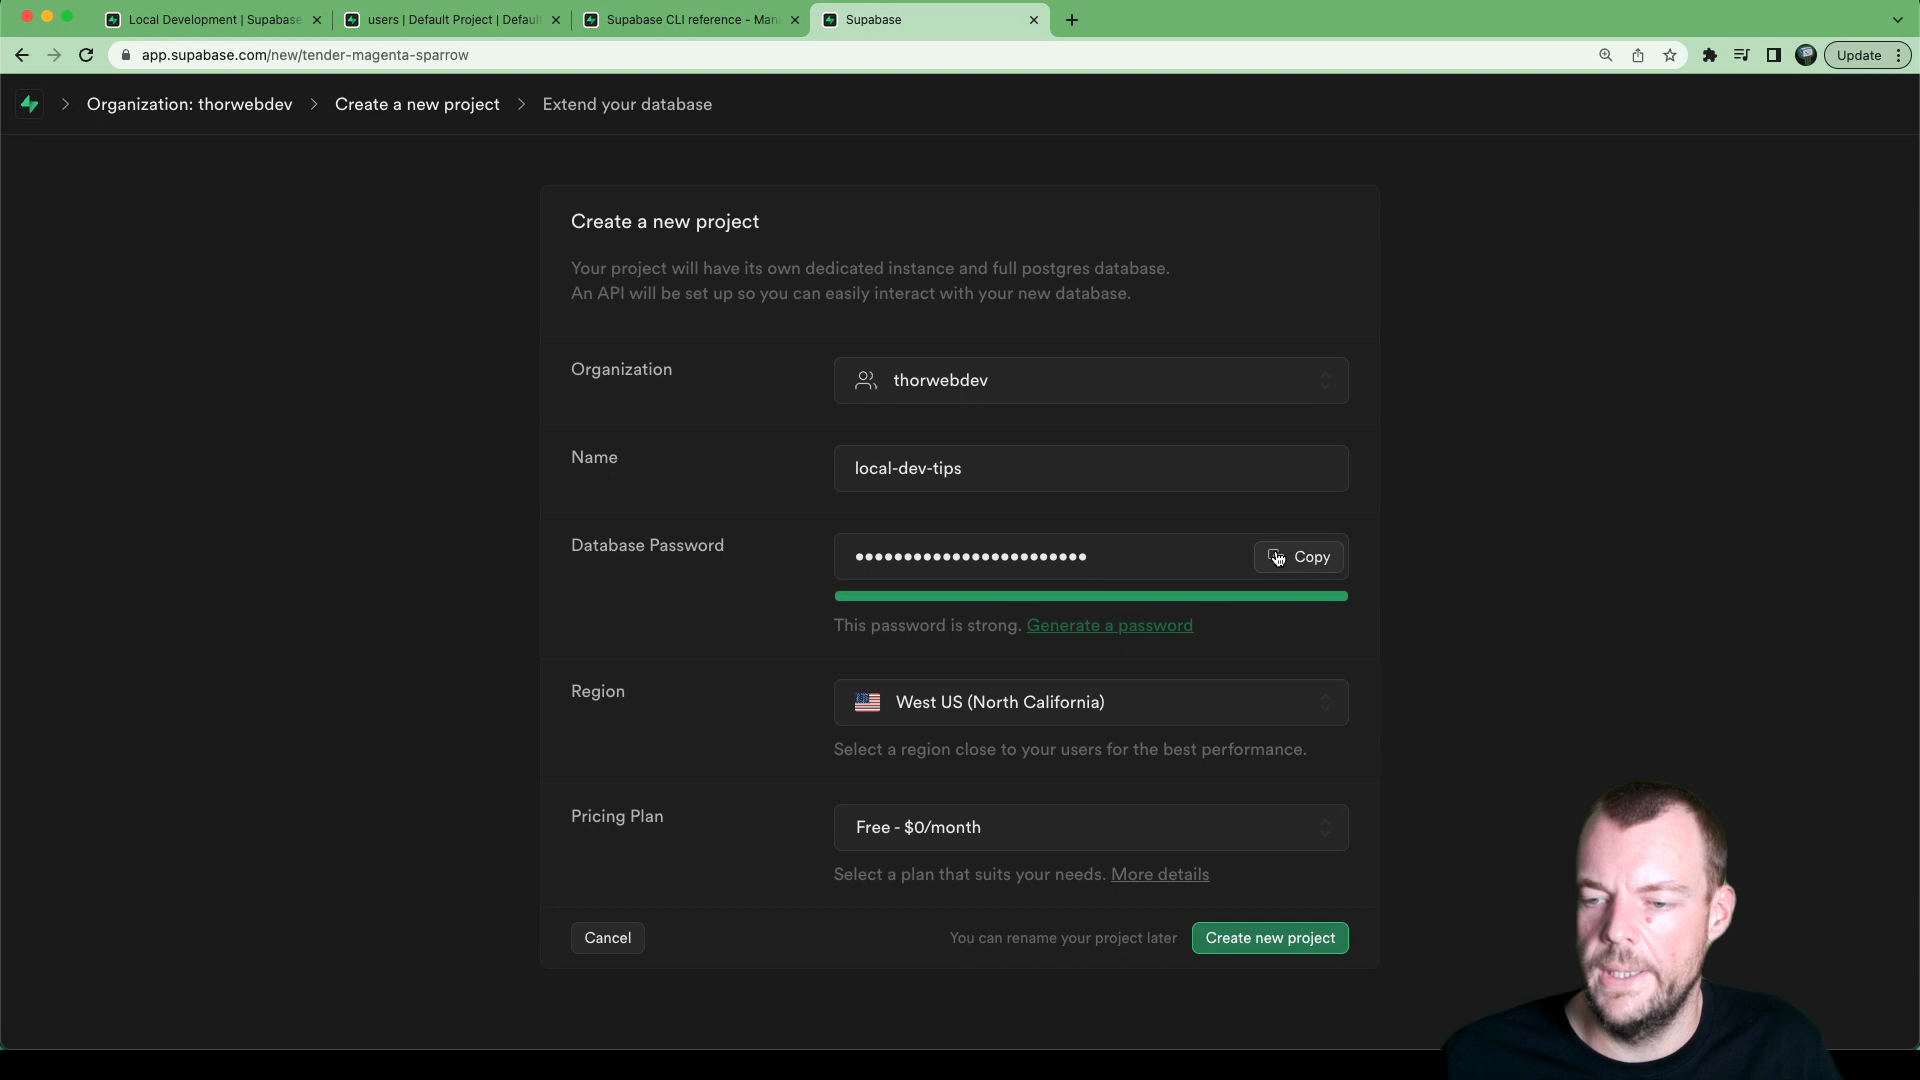 Local Development | Supabase
users | Default Project | Default
Supabase CLI reference - Mana
Supabase
app.supabase.com/new/tender-magenta-sparrow
Update
Organization: thorwebdev
Create a new project
Extend your database
Create a new project
Your project will have its own dedicated instance and full postgres database.
An API will be set up so you can easily interact with your new database.
Organization
thorwebdev
Name
local-dev-tips
Database Password
Copy
This password is strong. Generate a password
Region
West US (North California)
Select a region close to your users for the best performance.
Pricing Plan
Free - $0/month
Select a plan that suits your needs. More details
Cancel
You can rename your project later
Create new project